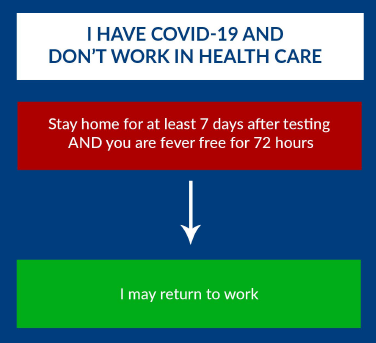 I HAVE COVID-19 AND
DON'T WORK IN HEALTH CARE
Stay home for at least 7 days after testing
AND you are fever free for 72 hours
I may return to work